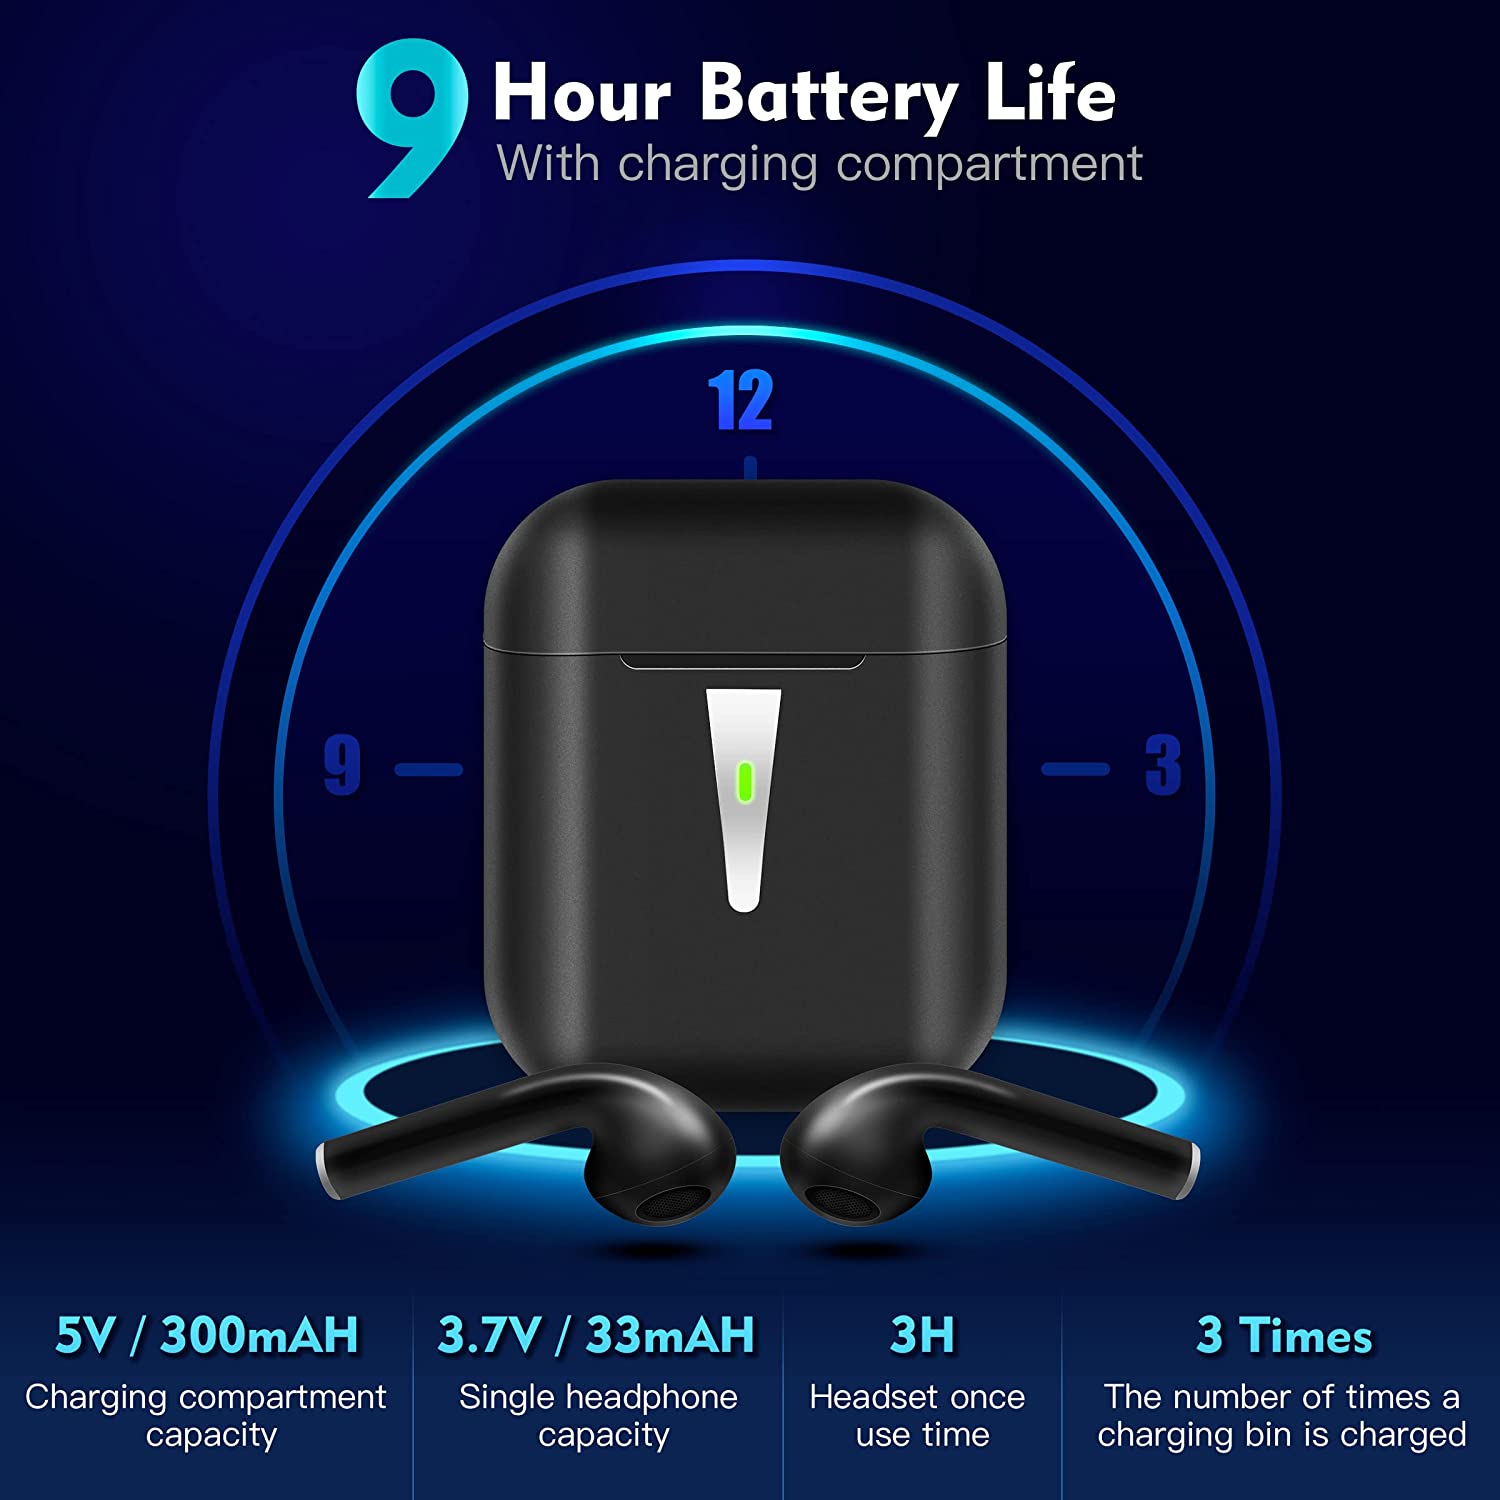 9 Hour Battery Life
With charging compartment
12
9
3
5V / 300mAH
Charging compartment
capacity
3.7V / 33mAH
Single headphone
capacity
3H
Headset once
use time
3 Times
The number of times a
charging bin is charged